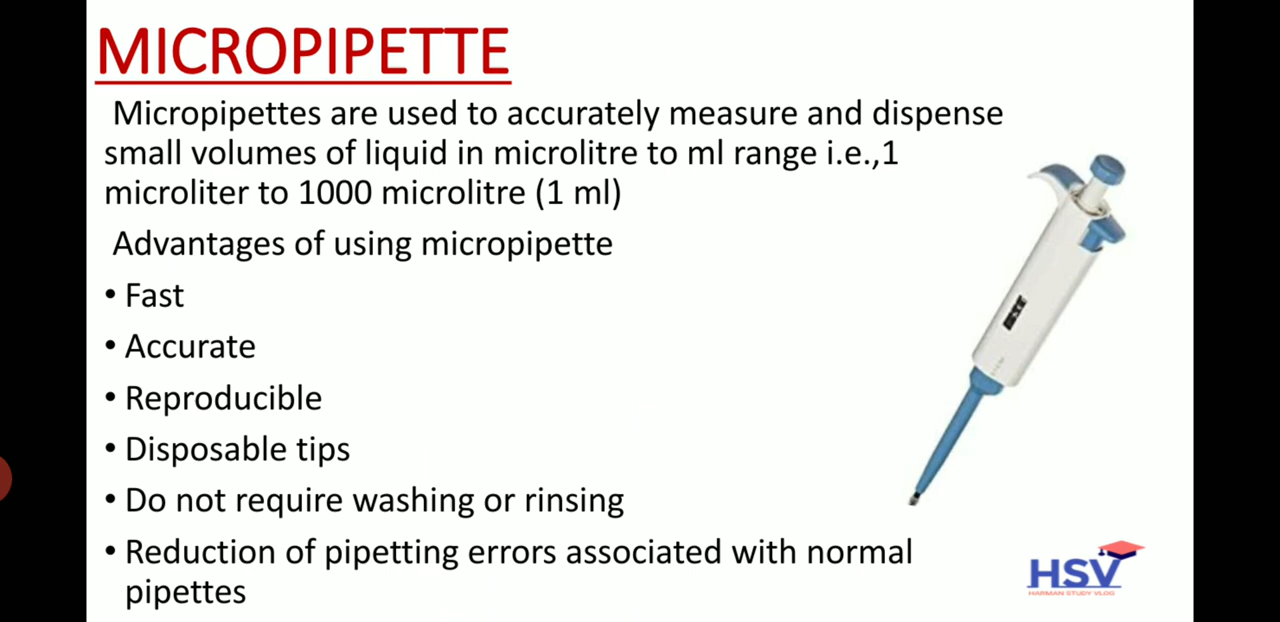 MICROPIPETTE
Micropipettes are used to accurately measure and dispense
small volumes of liquid in microlitre to ml range i.e.,1
microliter to 1000 microlitre (1 ml)
Advantages of using micropipette
• Fast
• Accurate
• Reproducible
• Disposable tips
• Do not require washing or rinsing
• Reduction of pipetting errors associated with normal
pipettes
HSV
HARMAN STUDY VLOG